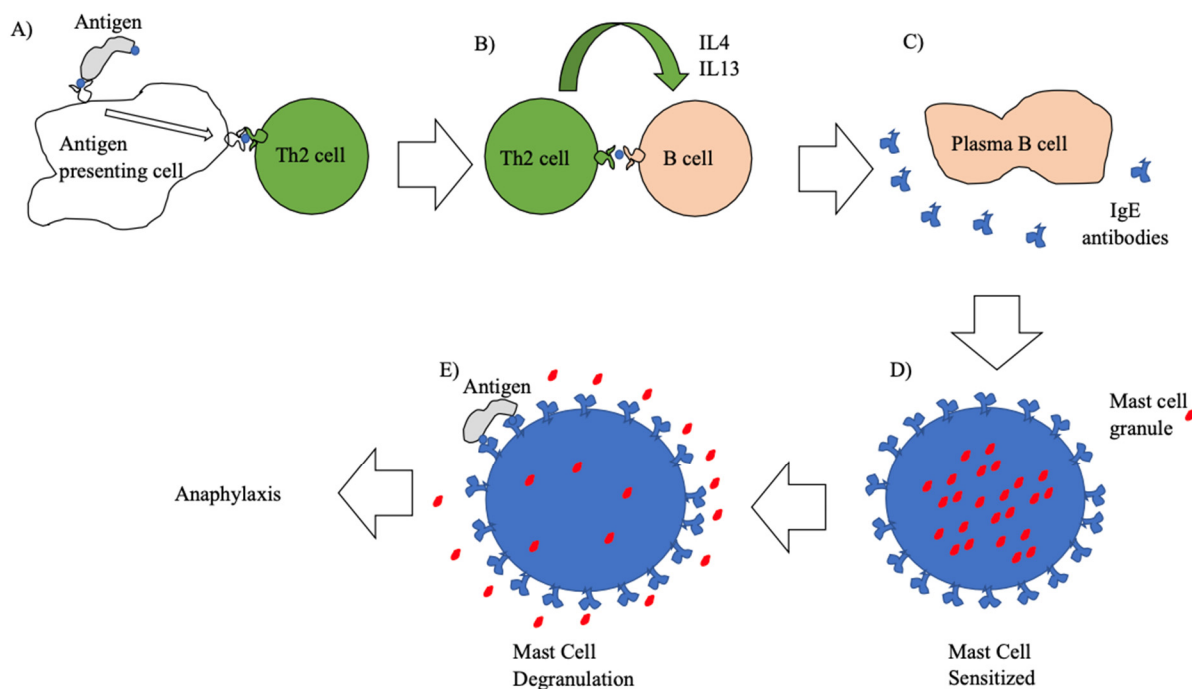 A)
Antigen
Antigen
presenting cell
Th2 cell
B)
IL4
IL13
Th2 cell
B cell
C)
Plasma B cell
IgE
antibodies
D)
Mast cell
granule
Mast Cell
Sensitized
E)
Antigen
Mast Cell
Degranulation
Anaphylaxis